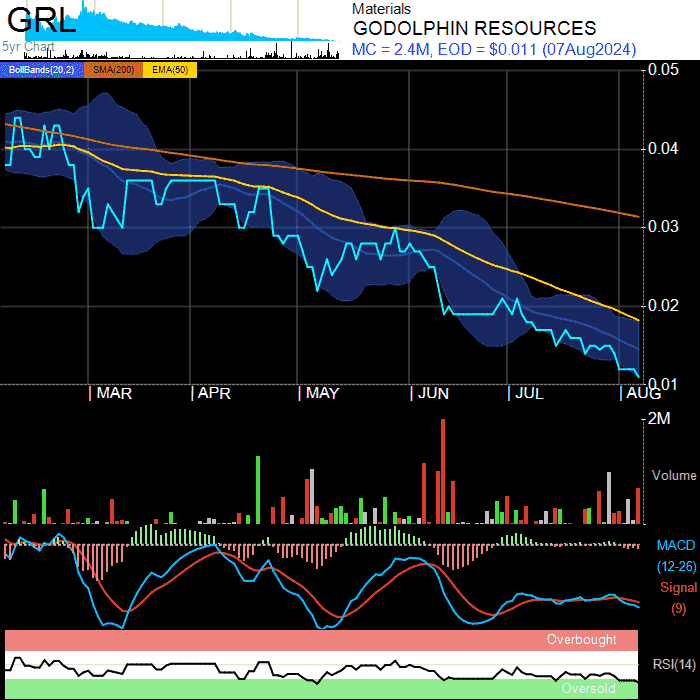 GRL
5yr Chart
Materials
GODOLPHIN RESOURCES
MC = 2.4M, EOD = $0.011 (07Aug2024)
BollBands(20,2) SMA(200) EMA(50)
0.05
0.04
0.03
0.02
0.01
MAR APR MAY JUN JUL AUG
2M
Volume
MACD
(12-26)
Signal
(9)
Overbought
RSI(14)
Oversold